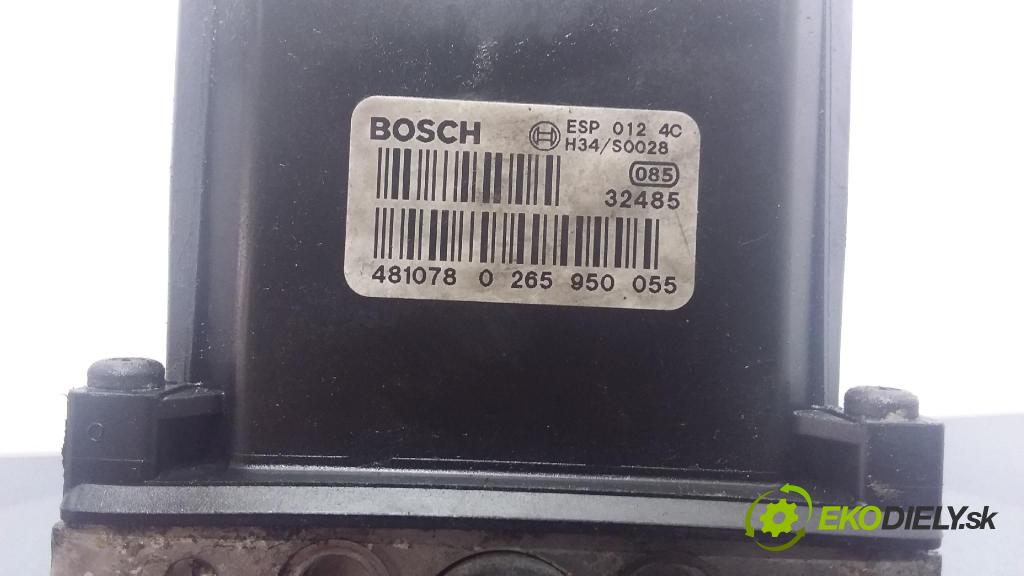 BOSCH
ESP 012 4C
H34/S0028
085
32485
481078 0 265 950 055
EKODIELY.sk